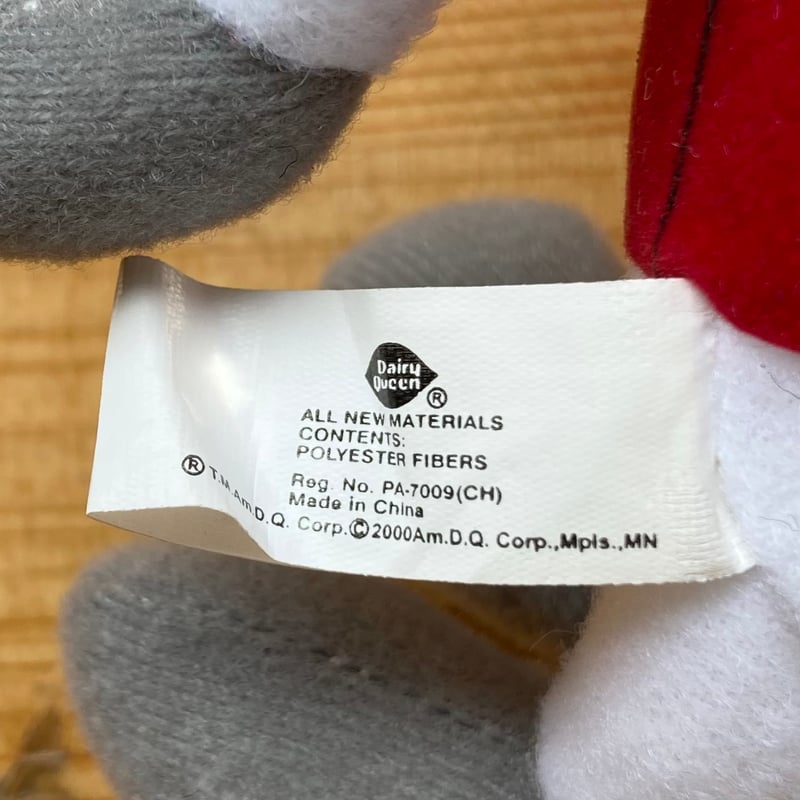 Dairy
Queen
®
ALL NEW MATERIALS
CONTENTS:
POLYESTER FIBERS
Reg. No. PA-7009(CH)
Made in China
® T.M.Am.D.Q. Corp.©2000Am.D.Q. Corp.,Mpls.,MN